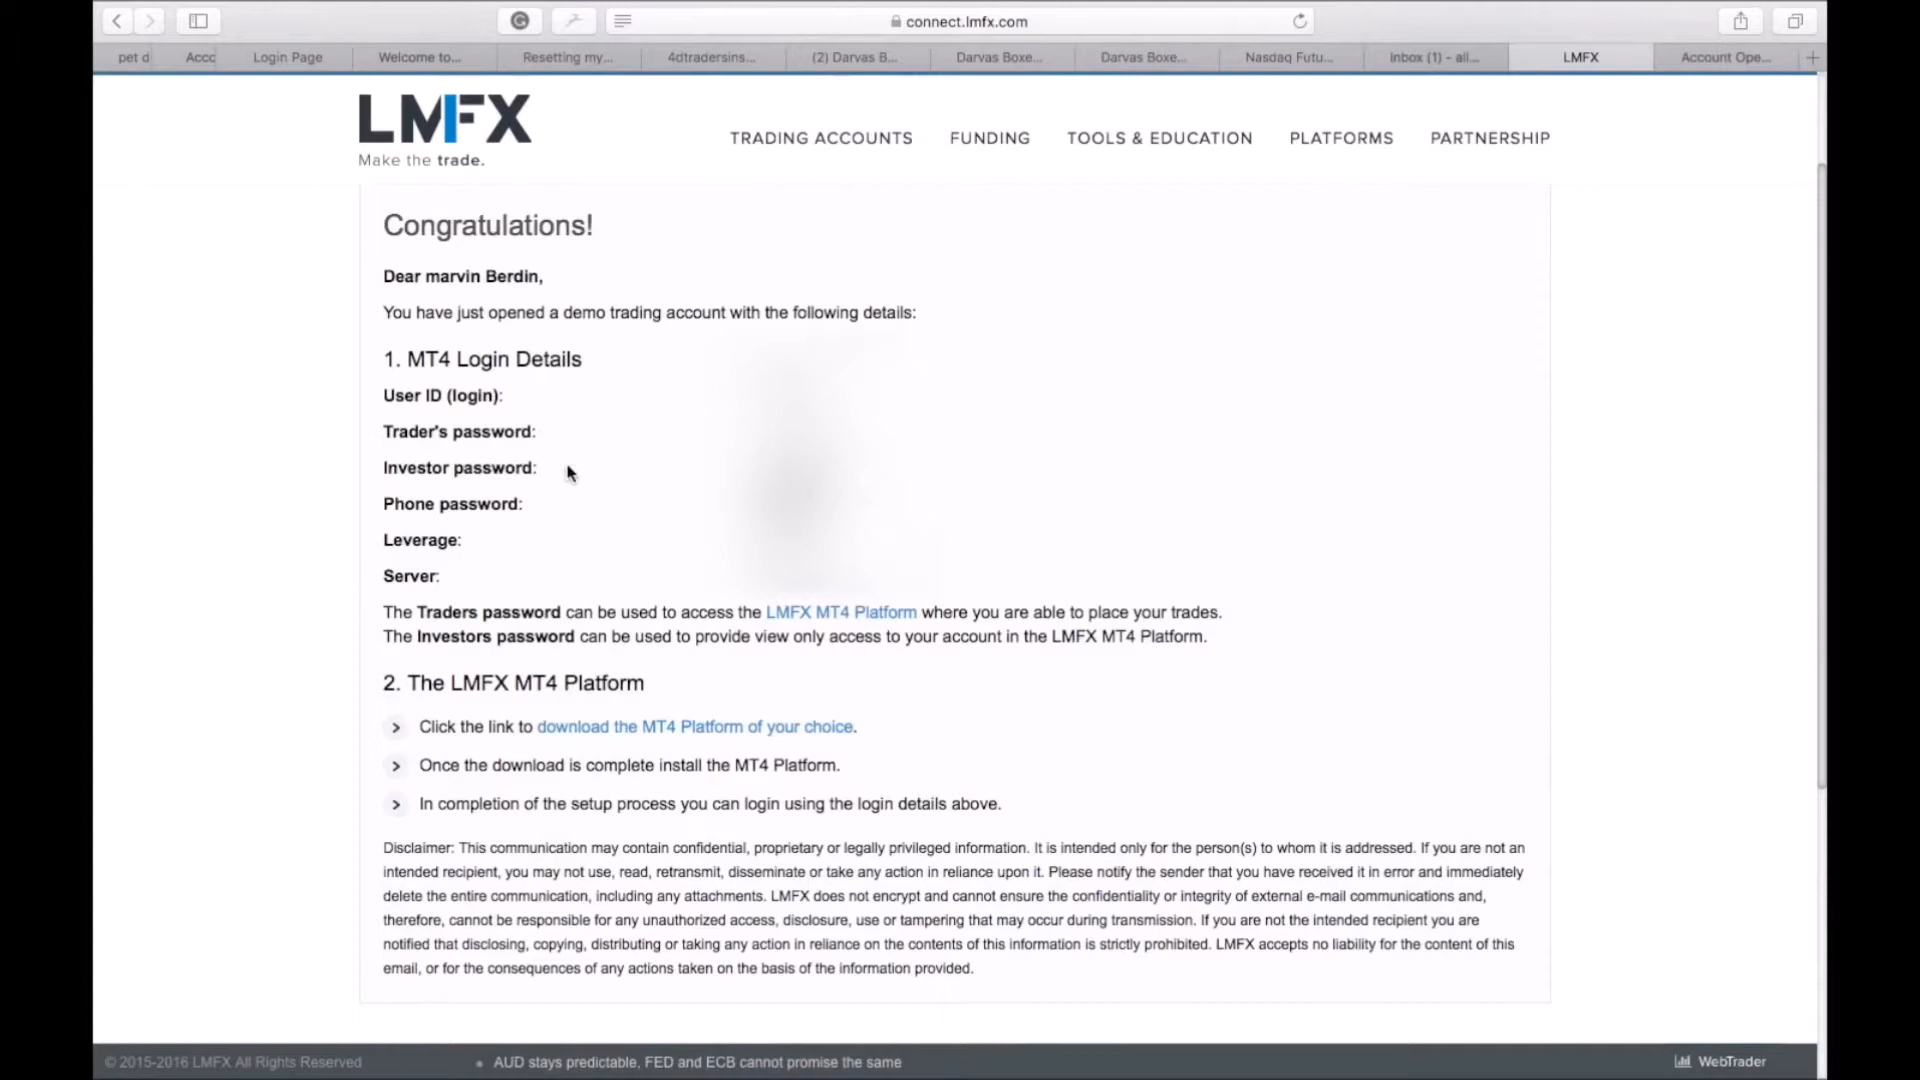 connect.lmfx.com
pet d
Acco
Login Page
Welcome to...
Resetting my...
4dtradersins...
(2) Darvas B...
Darvas Boxe...
Darvas Boxe...
Nasdaq Futu...
Inbox (1) - all...
LMFX
Account Ope...
LMFX
Make the trade.
TRADING ACCOUNTS
FUNDING
TOOLS & EDUCATION
PLATFORMS
PARTNERSHIP
Congratulations!
Dear marvin Berdin,
You have just opened a demo trading account with the following details:
1. MT4 Login Details
User ID (login):
Trader's password:
Investor password:
Phone password:
Leverage:
Server:
The Traders password can be used to access the LMFX MT4 Platform where you are able to place your trades.
The Investors password can be used to provide view only access to your account in the LMFX MT4 Platform.
2. The LMFX MT4 Platform
Click the link to download the MT4 Platform of your choice.
Once the download is complete install the MT4 Platform.
In completion of the setup process you can login using the login details above.
Disclaimer: This communication may contain confidential, proprietary or legally privileged information. It is intended only for the person(s) to whom it is addressed. If you are not an
intended recipient, you may not use, read, retransmit, disseminate or take any action in reliance upon it. Please notify the sender that you have received it in error and immediately
delete the entire communication, including any attachments. LMFX does not encrypt and cannot ensure the confidentiality or integrity of external e-mail communications and,
therefore, cannot be responsible for any unauthorized access, disclosure, use or tampering that may occur during transmission. If you are not the intended recipient you are
notified that disclosing, copying, distributing or taking any action in reliance on the contents of this information is strictly prohibited. LMFX accepts no liability for the content of this
email, or for the consequences of any actions taken on the basis of the information provided.
© 2015-2016 LMFX All Rights Reserved
AUD stays predictable, FED and ECB cannot promise the same
WebTrader